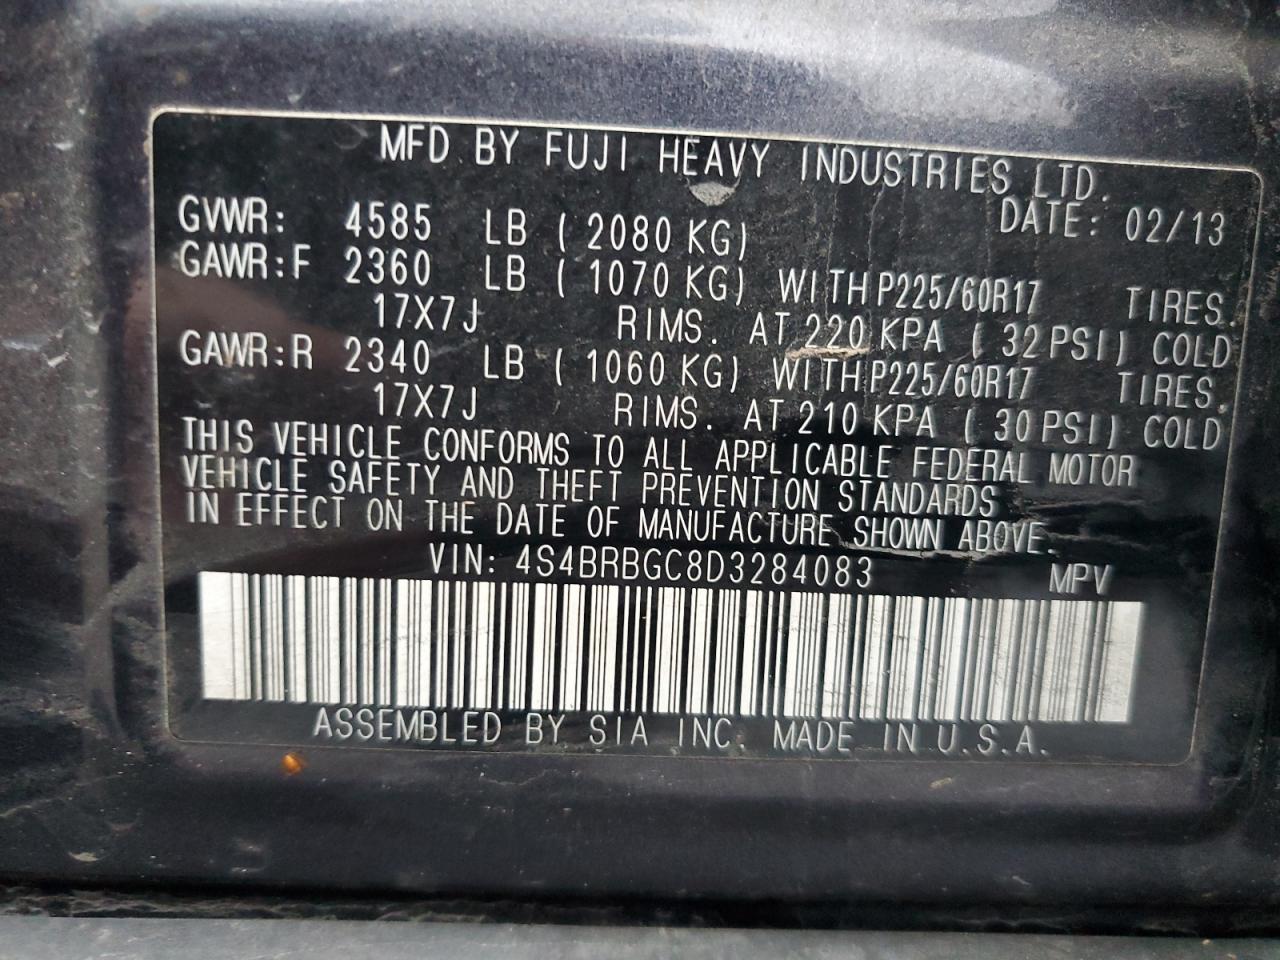 MFD BY FUJI HEAVY INDUSTRIES LTD.
DATE: 02/13
GVWR: 4585 LB ( 2080 KG)
GAWR:F 2360 LB ( 1070 KG) WITH P225/60R17 TIRES.
17X7J RIMS. AT 220 KPA ( 32 PSI) COLD
GAWR:R 2340 LB ( 1060 KG) WITH P225/60R17 TIRES.
17X7J RIMS. AT 210 KPA ( 30 PSI) COLD
THIS VEHICLE CONFORMS TO ALL APPLICABLE FEDERAL MOTOR
VEHICLE SAFETY AND THEFT PREVENTION STANDARDS
IN EFFECT ON THE DATE OF MANUFACTURE SHOWN ABOVE.
VIN: 4S4BRBGC8D3284083 MPV
ASSEMBLED BY SIA INC. MADE IN U.S.A.